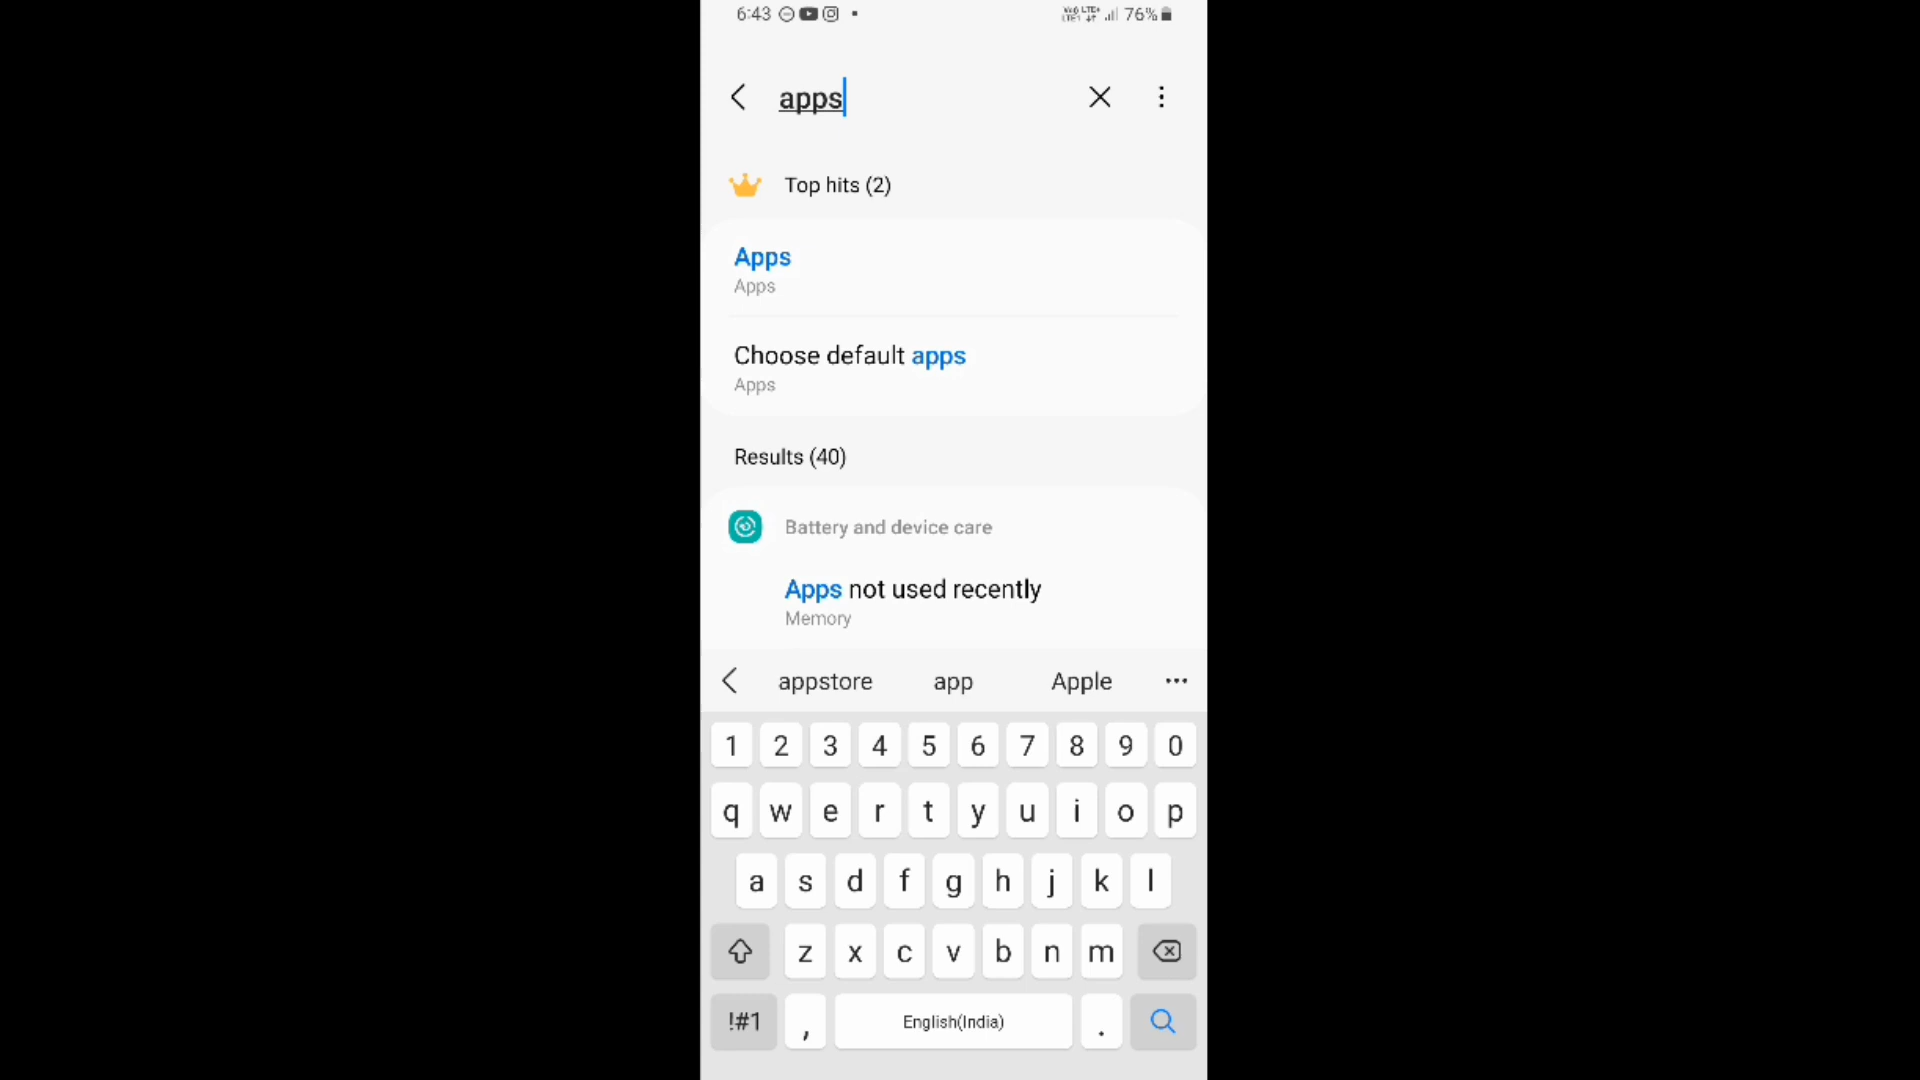 6:43 76%
apps
Top hits (2)
Apps
Apps
Choose default apps
Apps
Results (40)
Battery and device care
Apps not used recently
Memory
appstore app Apple
1 2 3 4 5 6 7 8 9 0
q w e r t y u i o p
a s d f g h j k l
z x c v b n m
!#1 , English(India) .